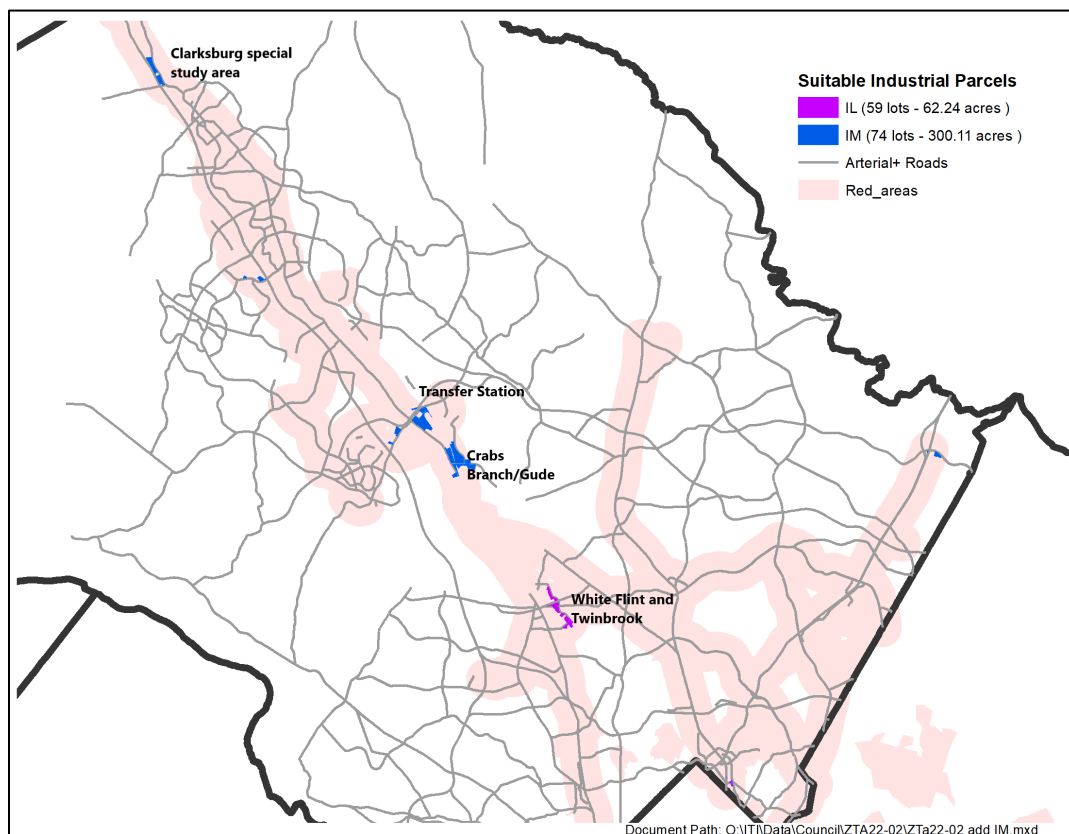 Clarksburg special
study area
Suitable Industrial Parcels
IL (59 lots - 62.24 acres )
IM (74 lots - 300.11 acres )
Arterial+ Roads
Red_areas
Transfer Station
Crabs
Branch/Gude
White Flint and
Twinbrook
Document Path: O:\ITI\Data\Council\ZTA22-02\ZTa22-02 add IM.mxd